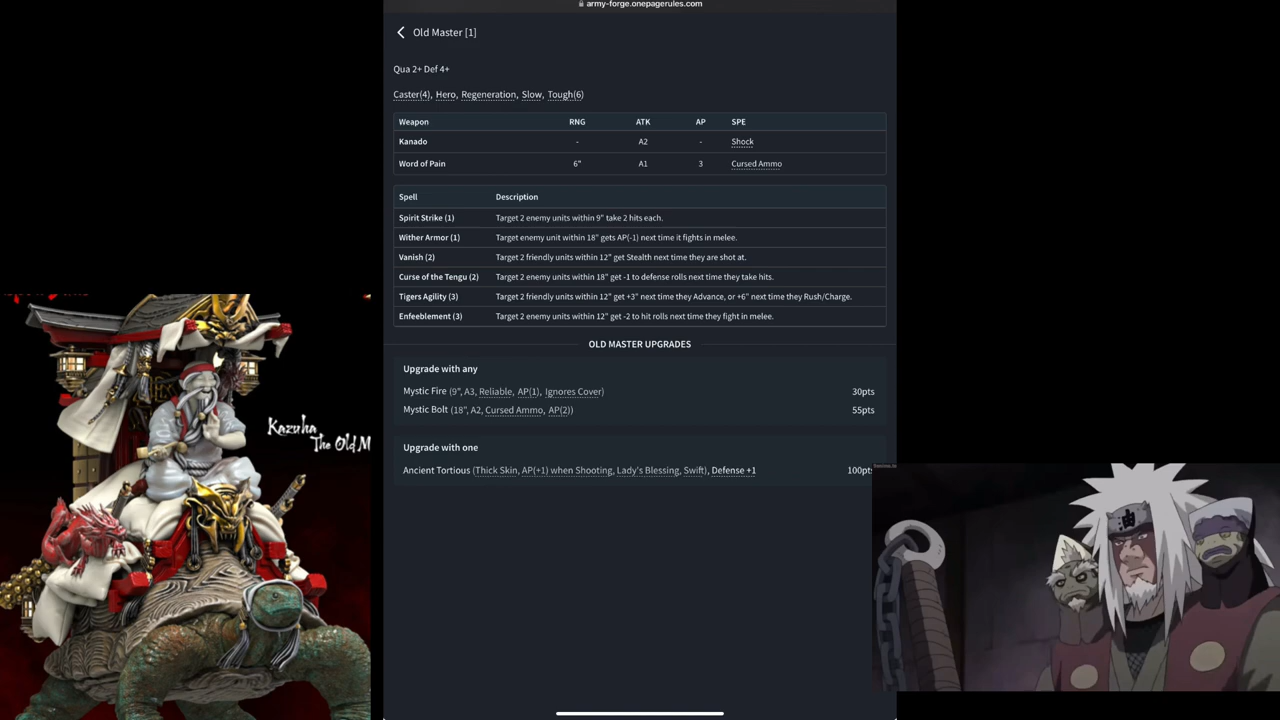 army-forge.onepagerules.com
Old Master [1]
Qua 2+ Def 4+
Caster(4), Hero, Regeneration, Slow, Tough(6)
Weapon RNG ATK AP SPE
Kanado - A2 - Shock
Word of Pain 6" A1 3 Cursed Ammo
Spell Description
Spirit Strike (1) Target 2 enemy units within 9" take 2 hits each.
Wither Armor (1) Target enemy unit within 18" gets AP(-1) next time it fights in melee.
Vanish (2) Target 2 friendly units within 12" get Stealth next time they are shot at.
Curse of the Tengu (2) Target 2 enemy units within 18" get -1 to defense rolls next time they take hits.
Tigers Agility (3) Target 2 friendly units within 12" get +3" next time they Advance, or +6" next time they Rush/Charge.
Enfeeblement (3) Target 2 enemy units within 12" get -2 to hit rolls next time they fight in melee.
OLD MASTER UPGRADES
Upgrade with any
Mystic Fire (9", A3, Reliable, AP(1), Ignores Cover) 30pts
Mystic Bolt (18", A2, Cursed Ammo, AP(2)) 55pts
Upgrade with one
Ancient Tortious (Thick Skin, AP(+1) when Shooting, Lady's Blessing, Swift), Defense +1 100pts
Kazuha
The Old M
油